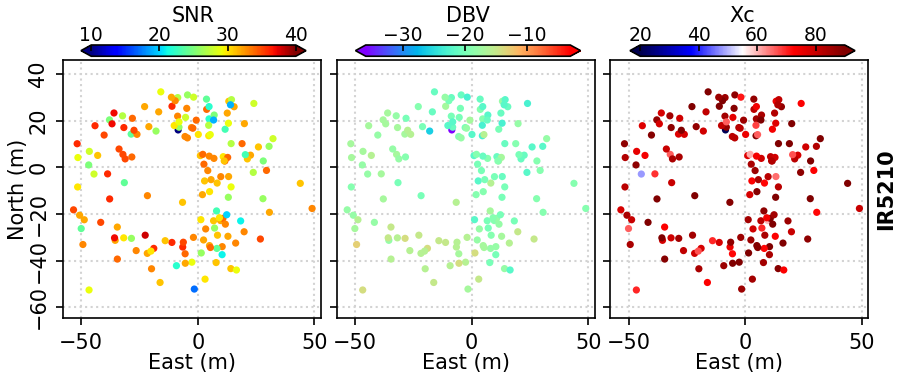 SNR DBV Xc
10 20 30 40 −30 −20 −10 20 40 60 80
40
20
0
−20
−40
−60
North (m)
IR5210
−50 0 50 −50 0 50 −50 0 50
East (m) East (m) East (m)